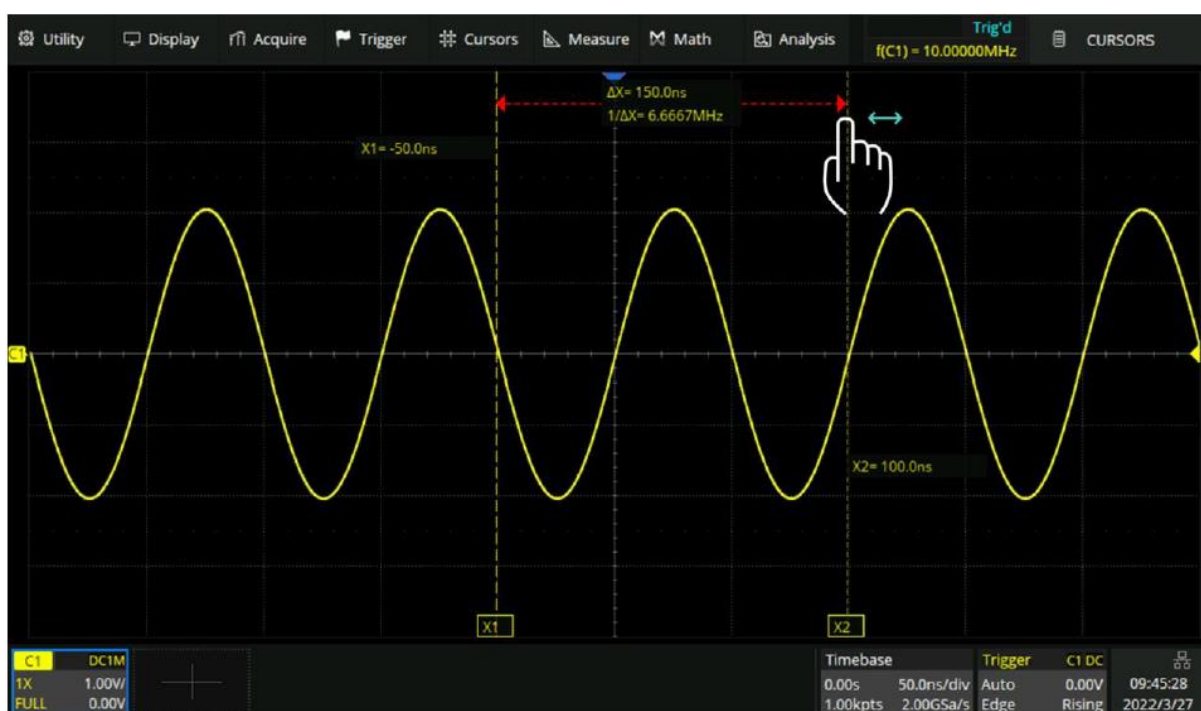 Utility Display Acquire Trigger Cursors Measure Math Analysis Trig'd CURSORS
f(C1) = 10.00000MHz
ΔX= 150.0ns
1/ΔX= 6.6667MHz
X1= -50.0ns
C1
X2= 100.0ns
X1 X2
C1 DC1M Timebase Trigger C1 DC
1X 1.00V/ 0.00s 50.0ns/div Auto 0.00V 09:45:28
FULL 0.00V 1.00kpts 2.00GSa/s Edge Rising 2022/3/27